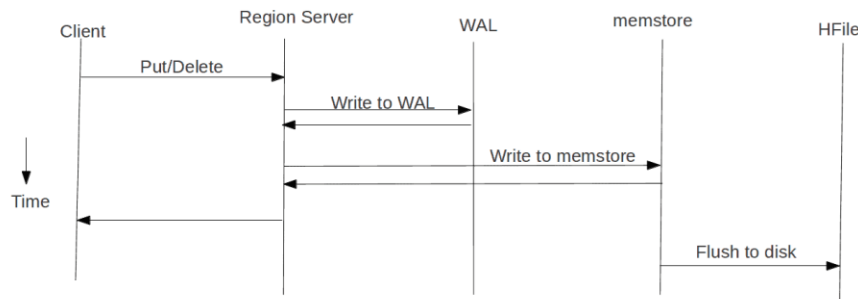 Client
Region Server
WAL
memstore
HFile
Put/Delete
Write to WAL
Write to memstore
Time
Flush to disk